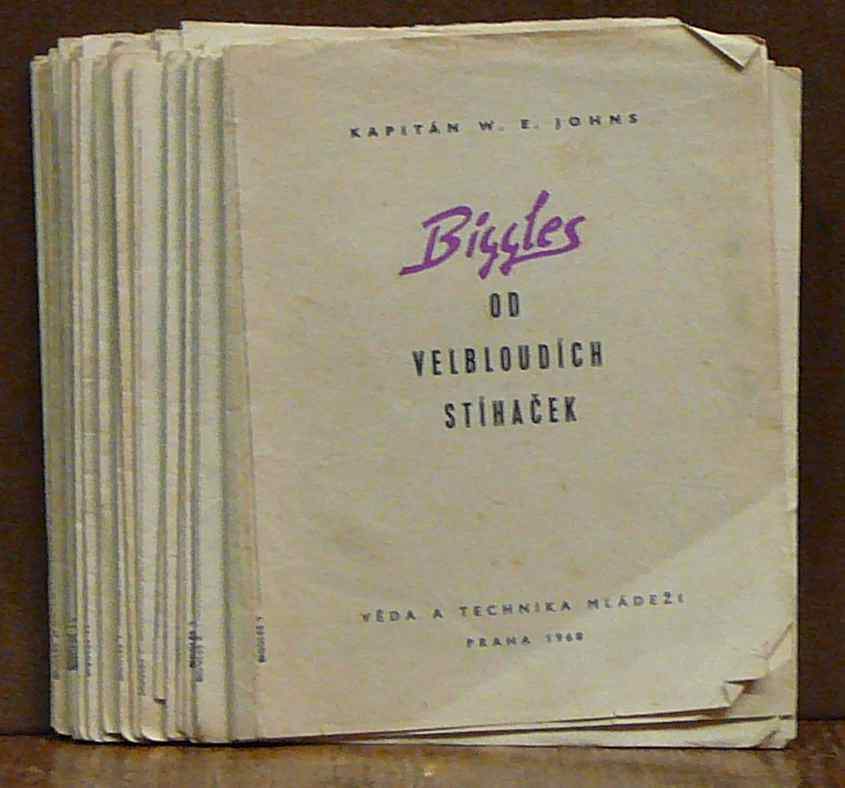 KAPITÁN W. E. JOHNS
Biggles
OD
VELBLOUDÍCH
STÍHAČEK
VĚDA A TECHNIKA MLÁDEŽI
PRAHA 1968